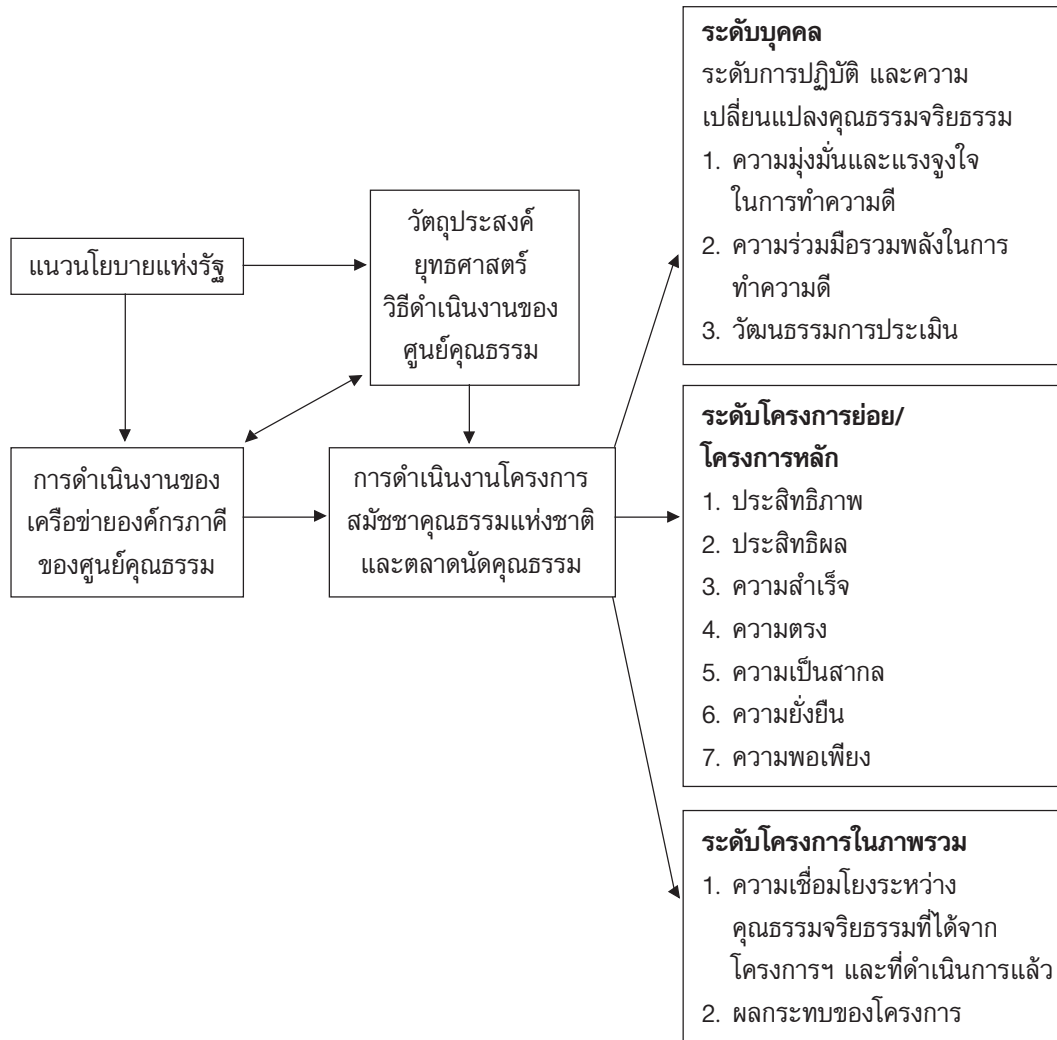 แนวนโยบายแห่งรัฐ
วัตถุประสงค์
ยุทธศาสตร์
วิธีดำเนินงานของ
ศูนย์คุณธรรม
การดำเนินงานของ
เครือข่ายองค์กรภาคี
ของศูนย์คุณธรรม
การดำเนินงานโครงการ
สมัชชาคุณธรรมแห่งชาติ
และตลาดนัดคุณธรรม
ระดับบุคคล
ระดับการปฏิบัติ และความ
เปลี่ยนแปลงคุณธรรมจริยธรรม
1. ความมุ่งมั่นและแรงจูงใจ
ในการทำความดี
2. ความร่วมมือรวมพลังในการ
ทำความดี
3. วัฒนธรรมการประเมิน
ระดับโครงการย่อย/
โครงการหลัก
1. ประสิทธิภาพ
2. ประสิทธิผล
3. ความสำเร็จ
4. ความตรง
5. ความเป็นสากล
6. ความยั่งยืน
7. ความพอเพียง
ระดับโครงการในภาพรวม
1. ความเชื่อมโยงระหว่าง
คุณธรรมจริยธรรมที่ได้จาก
โครงการฯ และที่ดำเนินการแล้ว
2. ผลกระทบของโครงการ